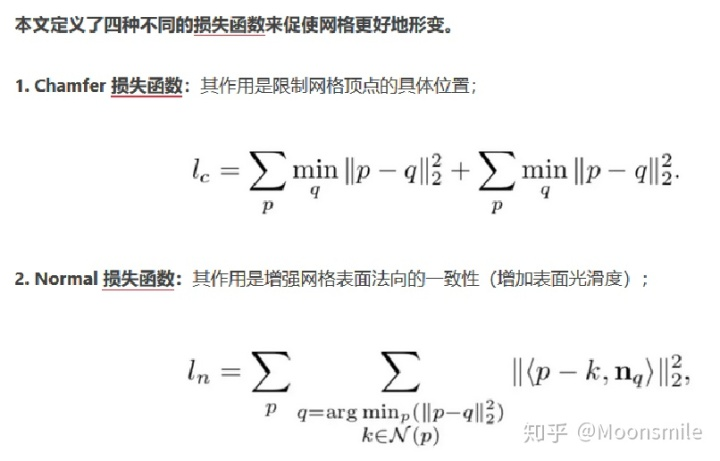 本文定义了四种不同的损失函数来促使网格更好地形变。
1. Chamfer 损失函数：其作用是限制网格顶点的具体位置；
l_c = \sum_p \min_q \|p - q\|_2^2 + \sum_p \min_q \|p - q\|_2^2.
2. Normal 损失函数：其作用是增强网格表面法向的一致性（增加表面光滑度）；
l_n = \sum_p \sum_{\substack{q=\arg\min_p(\|p-q\|_2^2) \\ k\in\mathcal{N}(p)}} \|\langle p - k, \mathbf{n}_q \rangle\|_2^2,
知乎 @Moonsmile